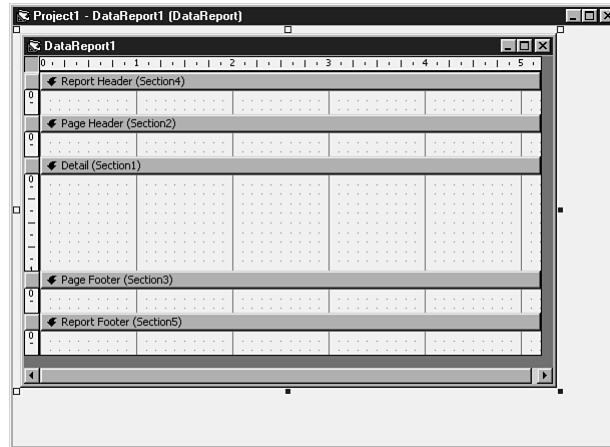 Project1 - DataReport1 (DataReport)
DataReport1
0 1 2 3 4 5
Report Header (Section4)
0
Page Header (Section2)
0
Detail (Section1)
0
Page Footer (Section3)
0
Report Footer (Section5)
0